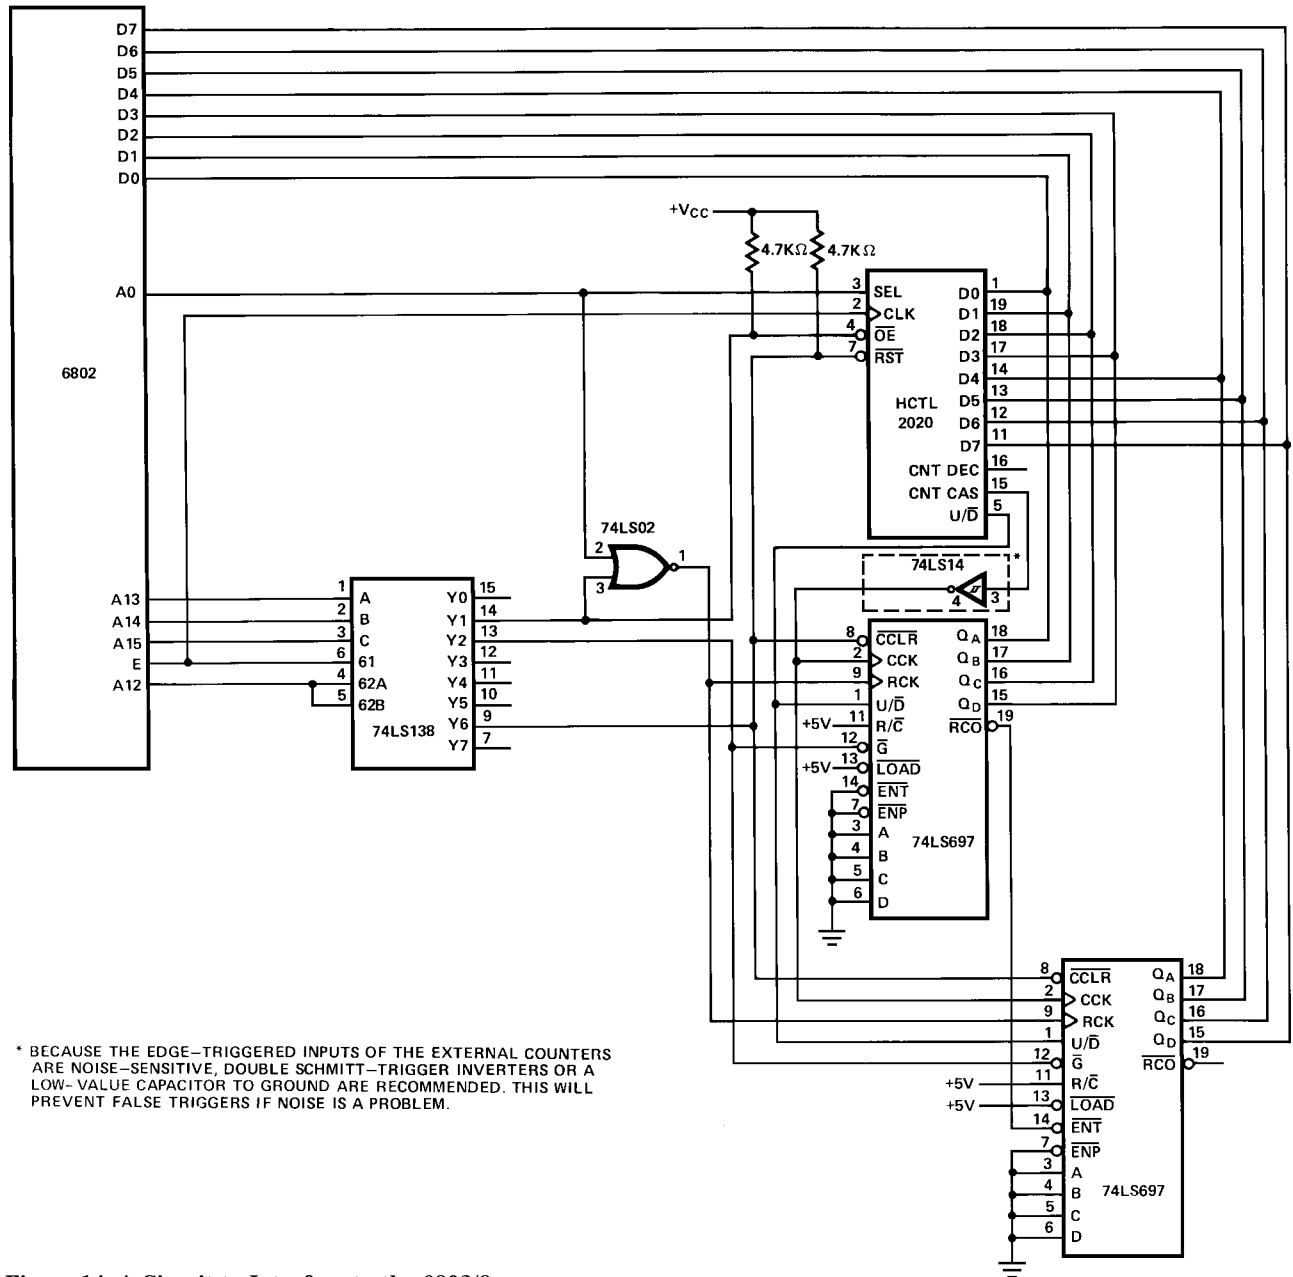 D7
D6
D5
D4
D3
D2
D1
D0
A0
6802
A13
A14
A15
E
A12
+VCC
4.7KΩ
4.7KΩ
3 SEL
2 CLK
4 OE
7 RST
HCTL
2020
D0 1
D1 19
D2 18
D3 17
D4 14
D5 13
D6 12
D7 11
CNT DEC 16
CNT CAS 15
U/D 5
74LS02
2
3
1
74LS14
*
4
3
1 A
2 B
3 C
6 61
4 62A
5 62B
74LS138
Y0 15
Y1 14
Y2 13
Y3 12
Y4 11
Y5 10
Y6 9
Y7 7
8 CCLR
2 CCK
9 RCK
1 U/D
+5V 11 R/C
12 G
+5V 13 LOAD
14 ENT
7 ENP
3 A
4 B
5 C
6 D
QA 18
QB 17
QC 16
QD 15
RCO 19
74LS697
8 CCLR
2 CCK
9 RCK
1 U/D
12 G
+5V 11 R/C
+5V 13 LOAD
14 ENT
7 ENP
3 A
4 B
5 C
6 D
QA 18
QB 17
QC 16
QD 15
RCO 19
74LS697
* BECAUSE THE EDGE–TRIGGERED INPUTS OF THE EXTERNAL COUNTERS
ARE NOISE–SENSITIVE, DOUBLE SCHMITT–TRIGGER INVERTERS OR A
LOW–VALUE CAPACITOR TO GROUND ARE RECOMMENDED. THIS WILL
PREVENT FALSE TRIGGERS IF NOISE IS A PROBLEM.